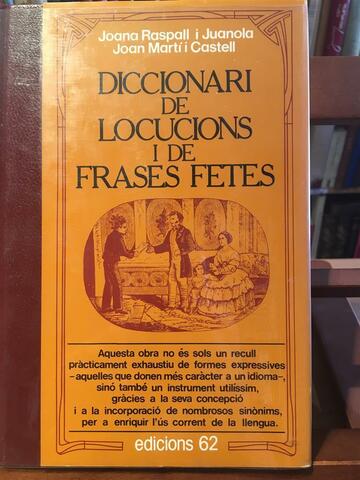 Joana Raspall i Juanola
Joan Martí i Castell
DICCIONARI
DE
LOCUCIONS
I DE
FRASES FETES
Aquesta obra no és sols un recull
pràcticament exhaustiu de formes expressives
-aquelles que donen més caràcter a un idioma-,
sinó també un instrument utilíssim,
gràcies a la seva concepció
i a la incorporació de nombrosos sinònims,
per a enriquir l'ús corrent de la llengua.
edicions 62